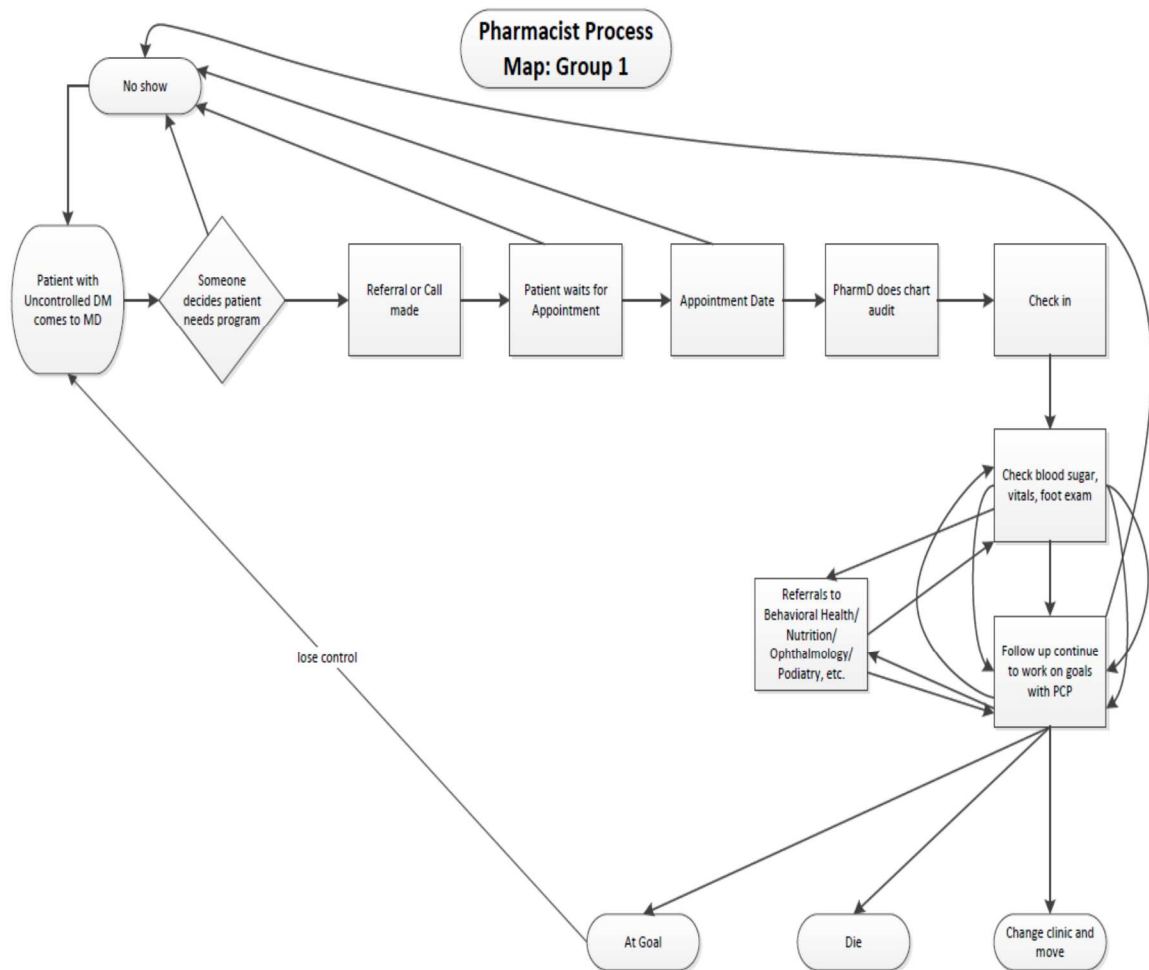 Pharmacist Process
Map: Group 1
No show
Patient with
Uncontrolled DM
comes to MD
Someone
decides patient
needs program
Referral or Call
made
Patient waits for
Appointment
Appointment Date
PharmD does chart
audit
Check in
Check blood sugar,
vitals, foot exam
Referrals to
Behavioral Health/
Nutrition/
Ophthalmology/
Podiatry, etc.
Follow up continue
to work on goals
with PCP
lose control
At Goal
Die
Change clinic and
move